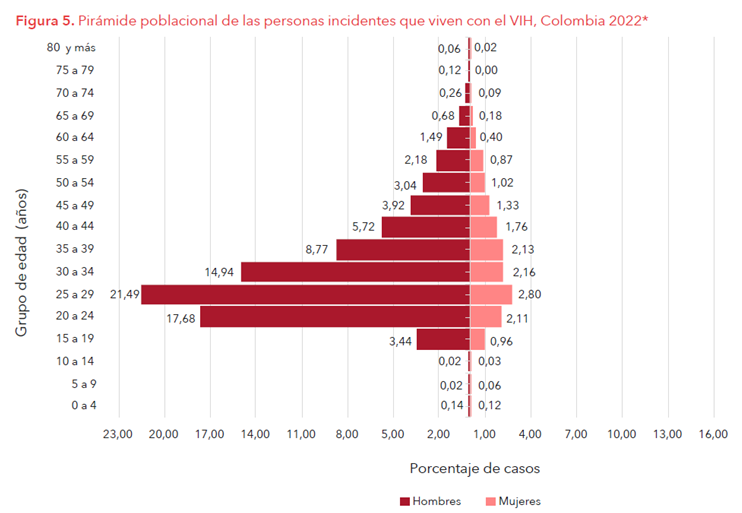 Figura 5. Pirámide poblacional de las personas incidentes que viven con el VIH, Colombia 2022*
Grupo de edad (años)
80 y más 0,06 0,02
75 a 79 0,12 0,00
70 a 74 0,26 0,09
65 a 69 0,68 0,18
60 a 64 1,49 0,40
55 a 59 2,18 0,87
50 a 54 3,04 1,02
45 a 49 3,92 1,33
40 a 44 5,72 1,76
35 a 39 8,77 2,13
30 a 34 14,94 2,16
25 a 29 21,49 2,80
20 a 24 17,68 2,11
15 a 19 3,44 0,96
10 a 14 0,02 0,03
5 a 9 0,02 0,06
0 a 4 0,14 0,12
23,00 20,00 17,00 14,00 11,00 8,00 5,00 2,00 1,00 4,00 7,00 10,00 13,00 16,00
Porcentaje de casos
Hombres Mujeres